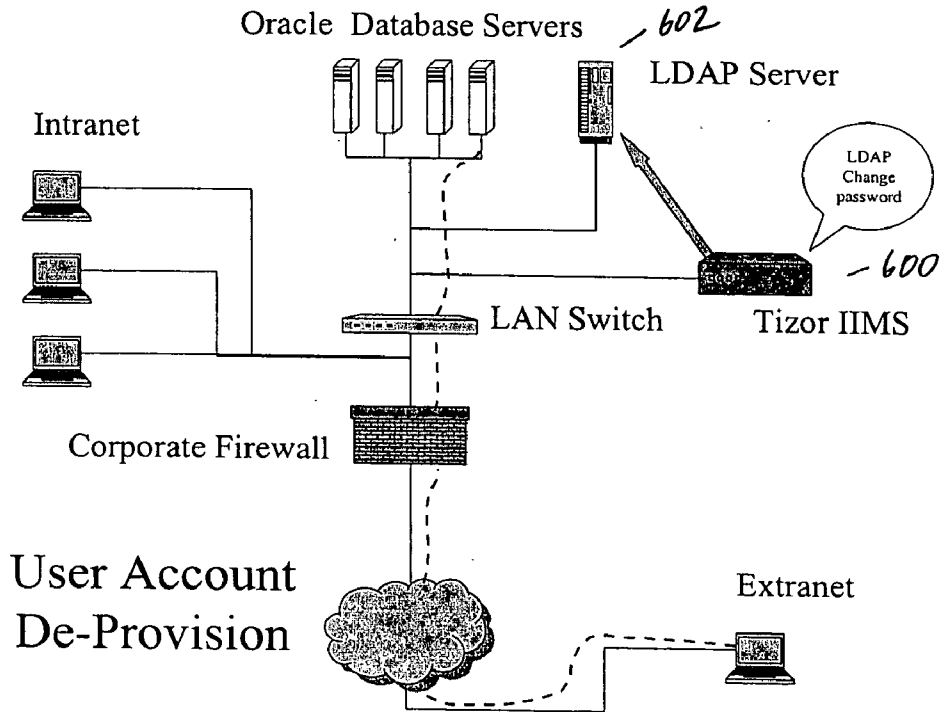 Oracle Database Servers
602
LDAP Server
Intranet
LDAP
Change
password
600
LAN Switch
Tizor IIMS
Corporate Firewall
User Account
De-Provision
Extranet